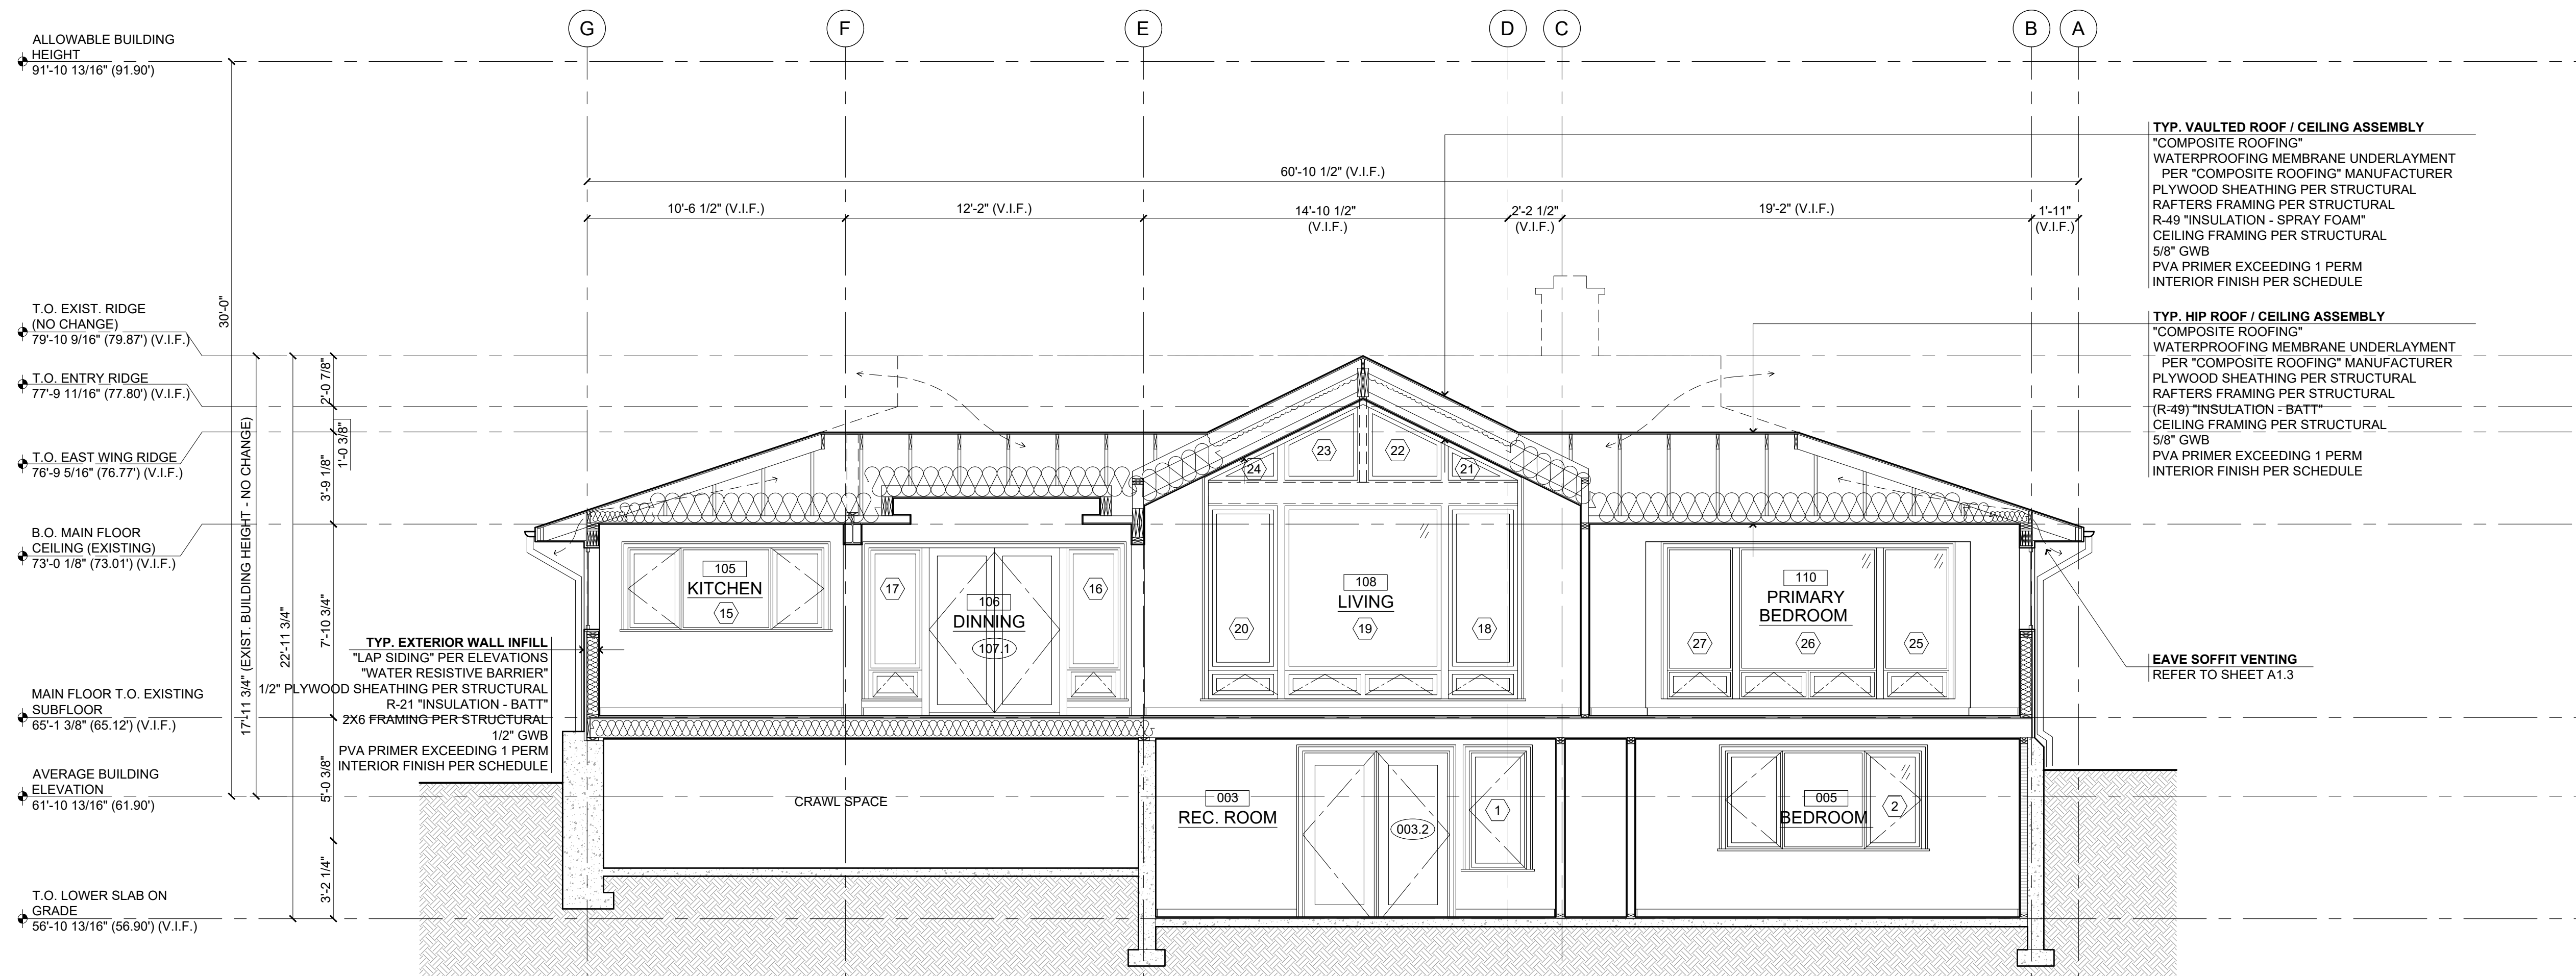 G
F
E
D
C
B
A
ALLOWABLE BUILDING
HEIGHT
91'-10 13/16" (91.90')
T.O. EXIST. RIDGE
(NO CHANGE)
79'-10 9/16" (79.87') (V.I.F.)
T.O. ENTRY RIDGE
77'-9 11/16" (77.80') (V.I.F.)
T.O. EAST WING RIDGE
76'-9 5/16" (76.77') (V.I.F.)
B.O. MAIN FLOOR
CEILING (EXISTING)
73'-0 1/8" (73.01') (V.I.F.)
MAIN FLOOR T.O. EXISTING
SUBFLOOR
65'-1 3/8" (65.12') (V.I.F.)
AVERAGE BUILDING
ELEVATION
61'-10 13/16" (61.90')
T.O. LOWER SLAB ON
GRADE
56'-10 13/16" (56.90') (V.I.F.)
30'-0"
17'-11 3/4" (EXIST. BUILDING HEIGHT - NO CHANGE)
22'-11 3/4"
2'-0 7/8"
1'-0 3/8"
3'-9 1/8"
7'-10 3/4"
5'-0 3/8"
3'-2 1/4"
60'-10 1/2" (V.I.F.)
10'-6 1/2" (V.I.F.)
12'-2" (V.I.F.)
14'-10 1/2"
(V.I.F.)
2'-2 1/2"
(V.I.F.)
19'-2" (V.I.F.)
1'-11"
(V.I.F.)
TYP. VAULTED ROOF / CEILING ASSEMBLY
"COMPOSITE ROOFING"
WATERPROOFING MEMBRANE UNDERLAYMENT
PER "COMPOSITE ROOFING" MANUFACTURER
PLYWOOD SHEATHING PER STRUCTURAL
RAFTERS FRAMING PER STRUCTURAL
R-49 "INSULATION - SPRAY FOAM"
CEILING FRAMING PER STRUCTURAL
5/8" GWB
PVA PRIMER EXCEEDING 1 PERM
INTERIOR FINISH PER SCHEDULE
TYP. HIP ROOF / CEILING ASSEMBLY
"COMPOSITE ROOFING"
WATERPROOFING MEMBRANE UNDERLAYMENT
PER "COMPOSITE ROOFING" MANUFACTURER
PLYWOOD SHEATHING PER STRUCTURAL
RAFTERS FRAMING PER STRUCTURAL
(R-49) "INSULATION - BATT"
CEILING FRAMING PER STRUCTURAL
5/8" GWB
PVA PRIMER EXCEEDING 1 PERM
INTERIOR FINISH PER SCHEDULE
EAVE SOFFIT VENTING
REFER TO SHEET A1.3
TYP. EXTERIOR WALL INFILL
"LAP SIDING" PER ELEVATIONS
"WATER RESISTIVE BARRIER"
1/2" PLYWOOD SHEATHING PER STRUCTURAL
R-21 "INSULATION - BATT"
2X6 FRAMING PER STRUCTURAL
1/2" GWB
PVA PRIMER EXCEEDING 1 PERM
INTERIOR FINISH PER SCHEDULE
105
KITCHEN
15
17
106
DINNING
107.1
16
24
23
22
21
108
LIVING
20
19
18
110
PRIMARY
BEDROOM
27
26
25
CRAWL SPACE
003
REC. ROOM
003.2
1
005
BEDROOM
2